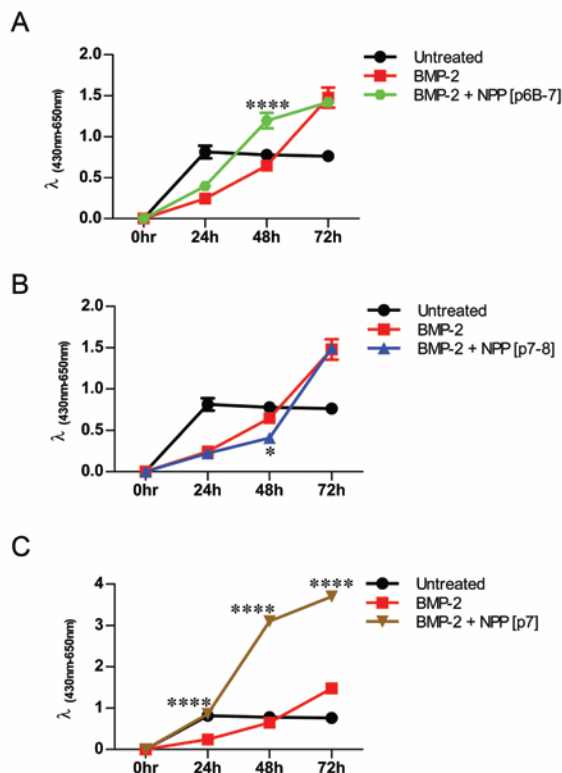 A
Untreated
BMP-2
BMP-2 + NPP [p6B-7]
2.0
1.5
1.0
0.5
0.0
λ (430nm-650nm)
****
0hr 24h 48h 72h
B
Untreated
BMP-2
BMP-2 + NPP [p7-8]
2.0
1.5
1.0
0.5
0.0
λ (430nm-650nm)
*
0hr 24h 48h 72h
C
Untreated
BMP-2
BMP-2 + NPP [p7]
4
3
2
1
0
λ (430nm-650nm)
****
****
****
0hr 24h 48h 72h